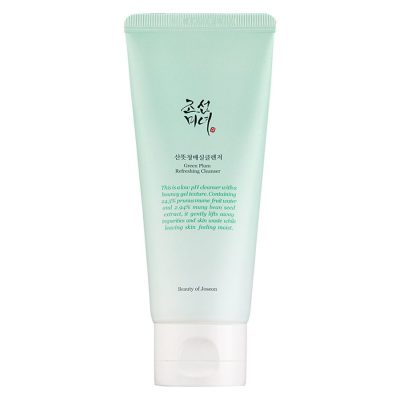 조선
미녀
산뜻청매실클렌저
Green Plum
Refreshing Cleanser
This is a low pH cleanser with a
bouncy gel texture. Containing
24.3% prunus mume fruit water
and 2.94% mung bean seed
extract, it gently lifts away
impurities and skin waste while
leaving skin feeling moist.
Beauty of Joseon